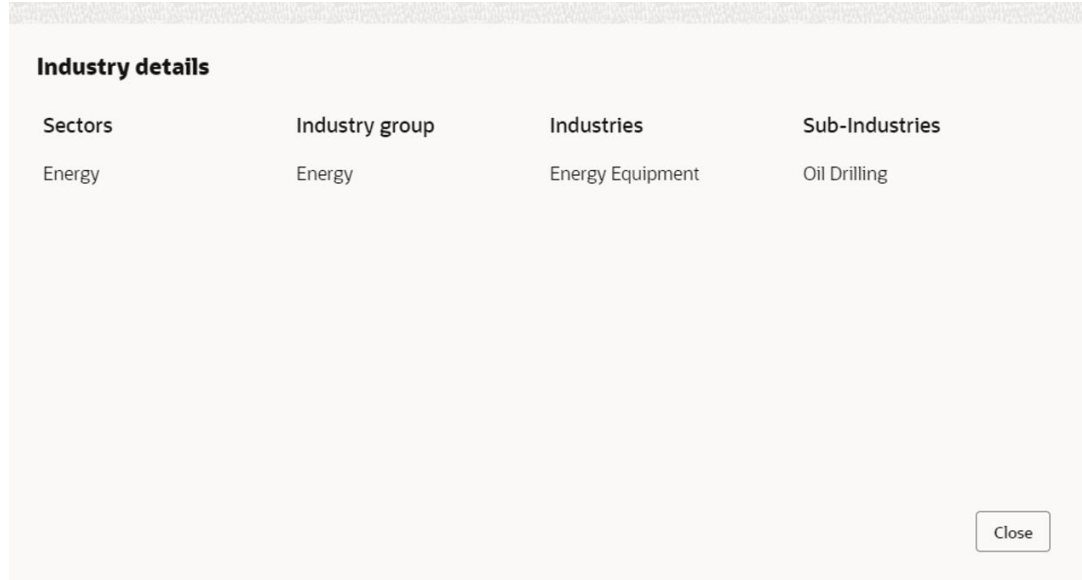 Industry details
Sectors Industry group Industries Sub-Industries
Energy Energy Energy Equipment Oil Drilling
Close